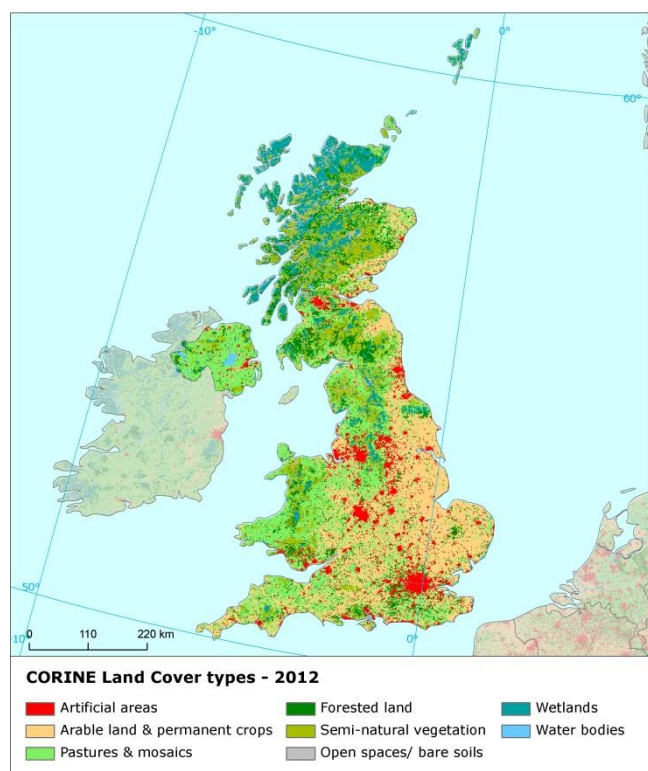 -10°
0°
60°
50°
-10°
0°
0 110 220 km
CORINE Land Cover types - 2012
Artificial areas
Forested land
Wetlands
Arable land & permanent crops
Semi-natural vegetation
Water bodies
Pastures & mosaics
Open spaces/ bare soils